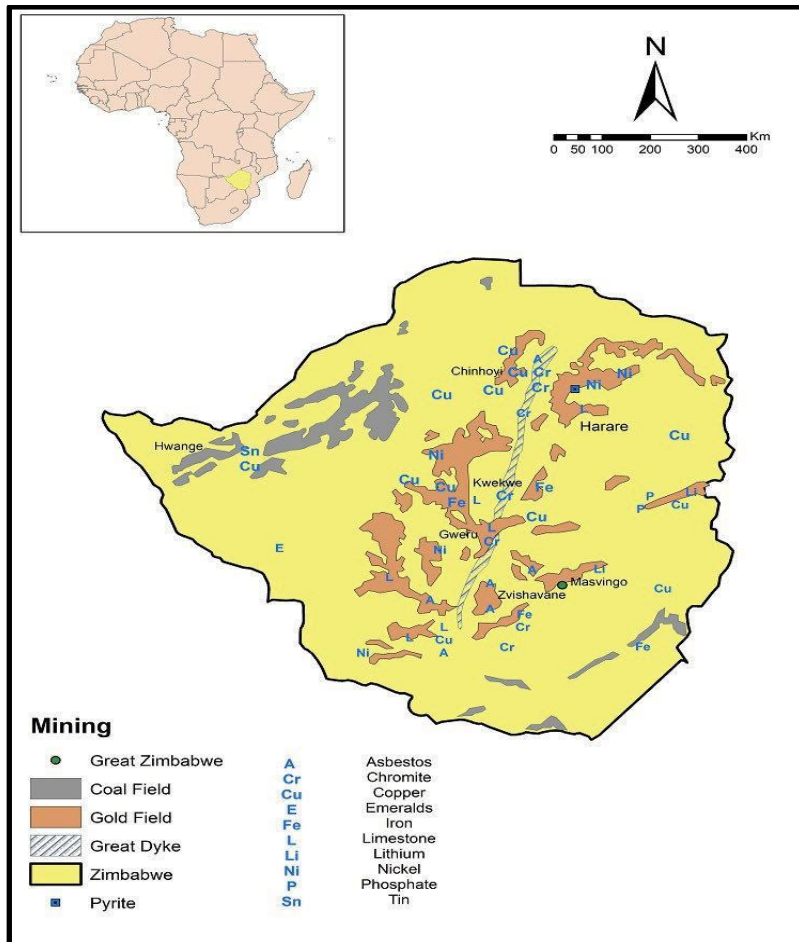 N
Km
0 50 100 200 300 400
Cu
A
Chinhoyi Cu Cr
Ni
Ni
Cu Cr
Cu
Cr
L
Harare
Cu
Hwange
Sn
Cu
Ni
Cu Cu
Kwekwe
Fe
Fe L Cr
P Li
P Cu
Cu
L
Gweru
Cr
Ni
E
A Li
L
A Masvingo
Zvishavane
Cu
A
A
Fe
L Cr
L Cu
Ni A
Cr
Fe
Mining
Great Zimbabwe
Coal Field
Gold Field
Great Dyke
Zimbabwe
Pyrite
A Asbestos
Cr Chromite
Cu Copper
E Emeralds
Fe Iron
L Limestone
Li Lithium
Ni Nickel
P Phosphate
Sn Tin